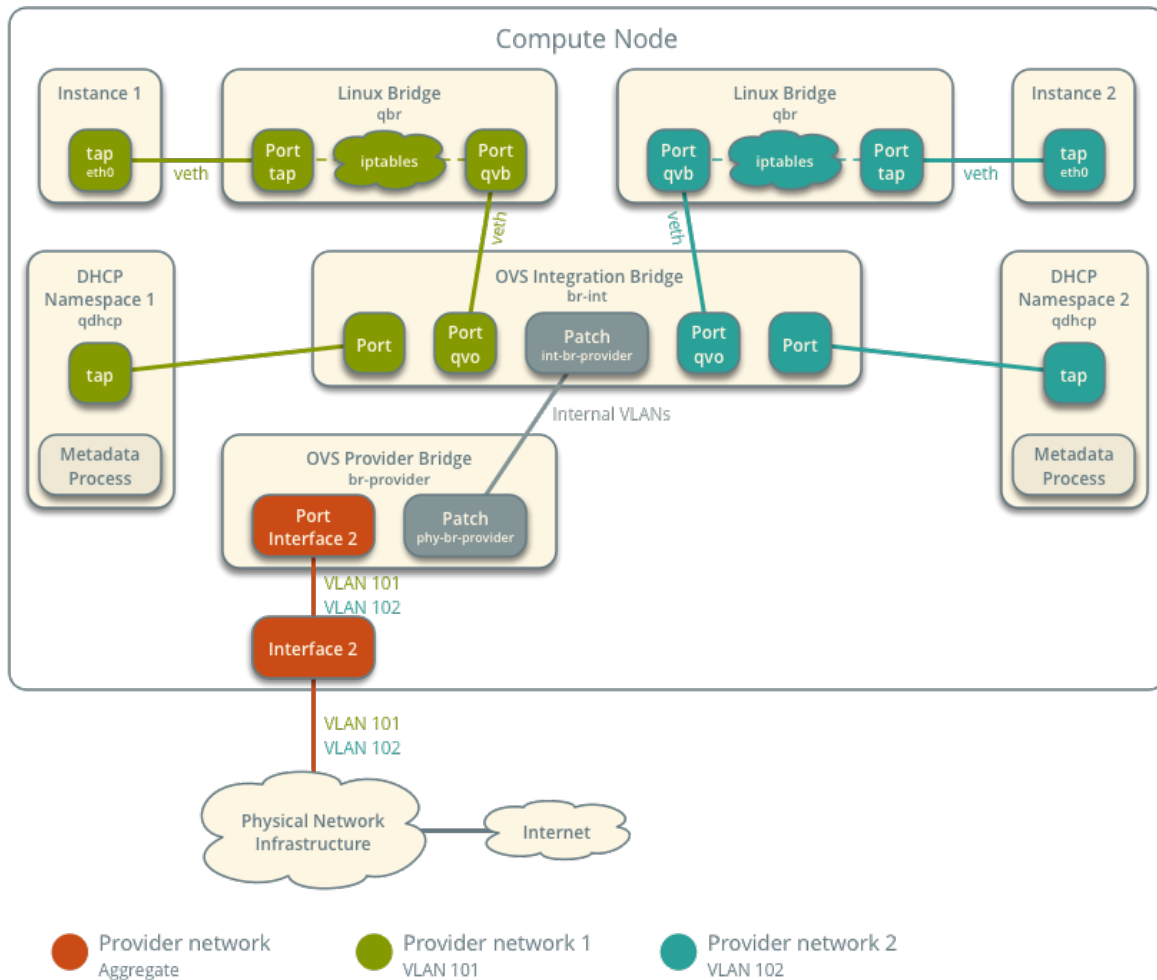 Compute Node
Instance 1
tap
eth0
veth
Linux Bridge
qbr
Port
tap
iptables
Port
qvb
Linux Bridge
qbr
Port
qvb
iptables
Port
tap
veth
Instance 2
tap
eth0
veth
veth
DHCP
Namespace 1
qdhcp
tap
Metadata
Process
OVS Integration Bridge
br-int
Port
Port
qvo
Patch
int-br-provider
Port
qvo
Port
DHCP
Namespace 2
qdhcp
tap
Metadata
Process
Internal VLANs
OVS Provider Bridge
br-provider
Port
Interface 2
Patch
phy-br-provider
VLAN 101
VLAN 102
Interface 2
VLAN 101
VLAN 102
Physical Network
Infrastructure
Internet
Provider network
Aggregate
Provider network 1
VLAN 101
Provider network 2
VLAN 102